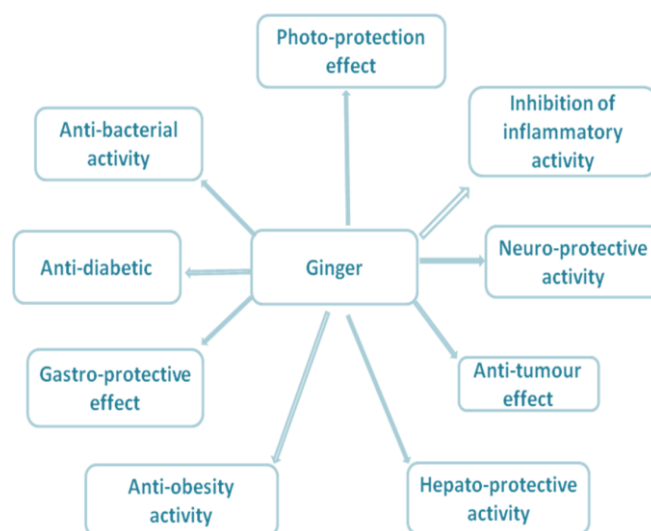 Photo-protection
effect
Inhibition of
inflammatory
activity
Anti-bacterial
activity
Ginger
Neuro-protective
activity
Anti-diabetic
Gastro-protective
effect
Anti-tumour
effect
Anti-obesity
activity
Hepato-protective
activity